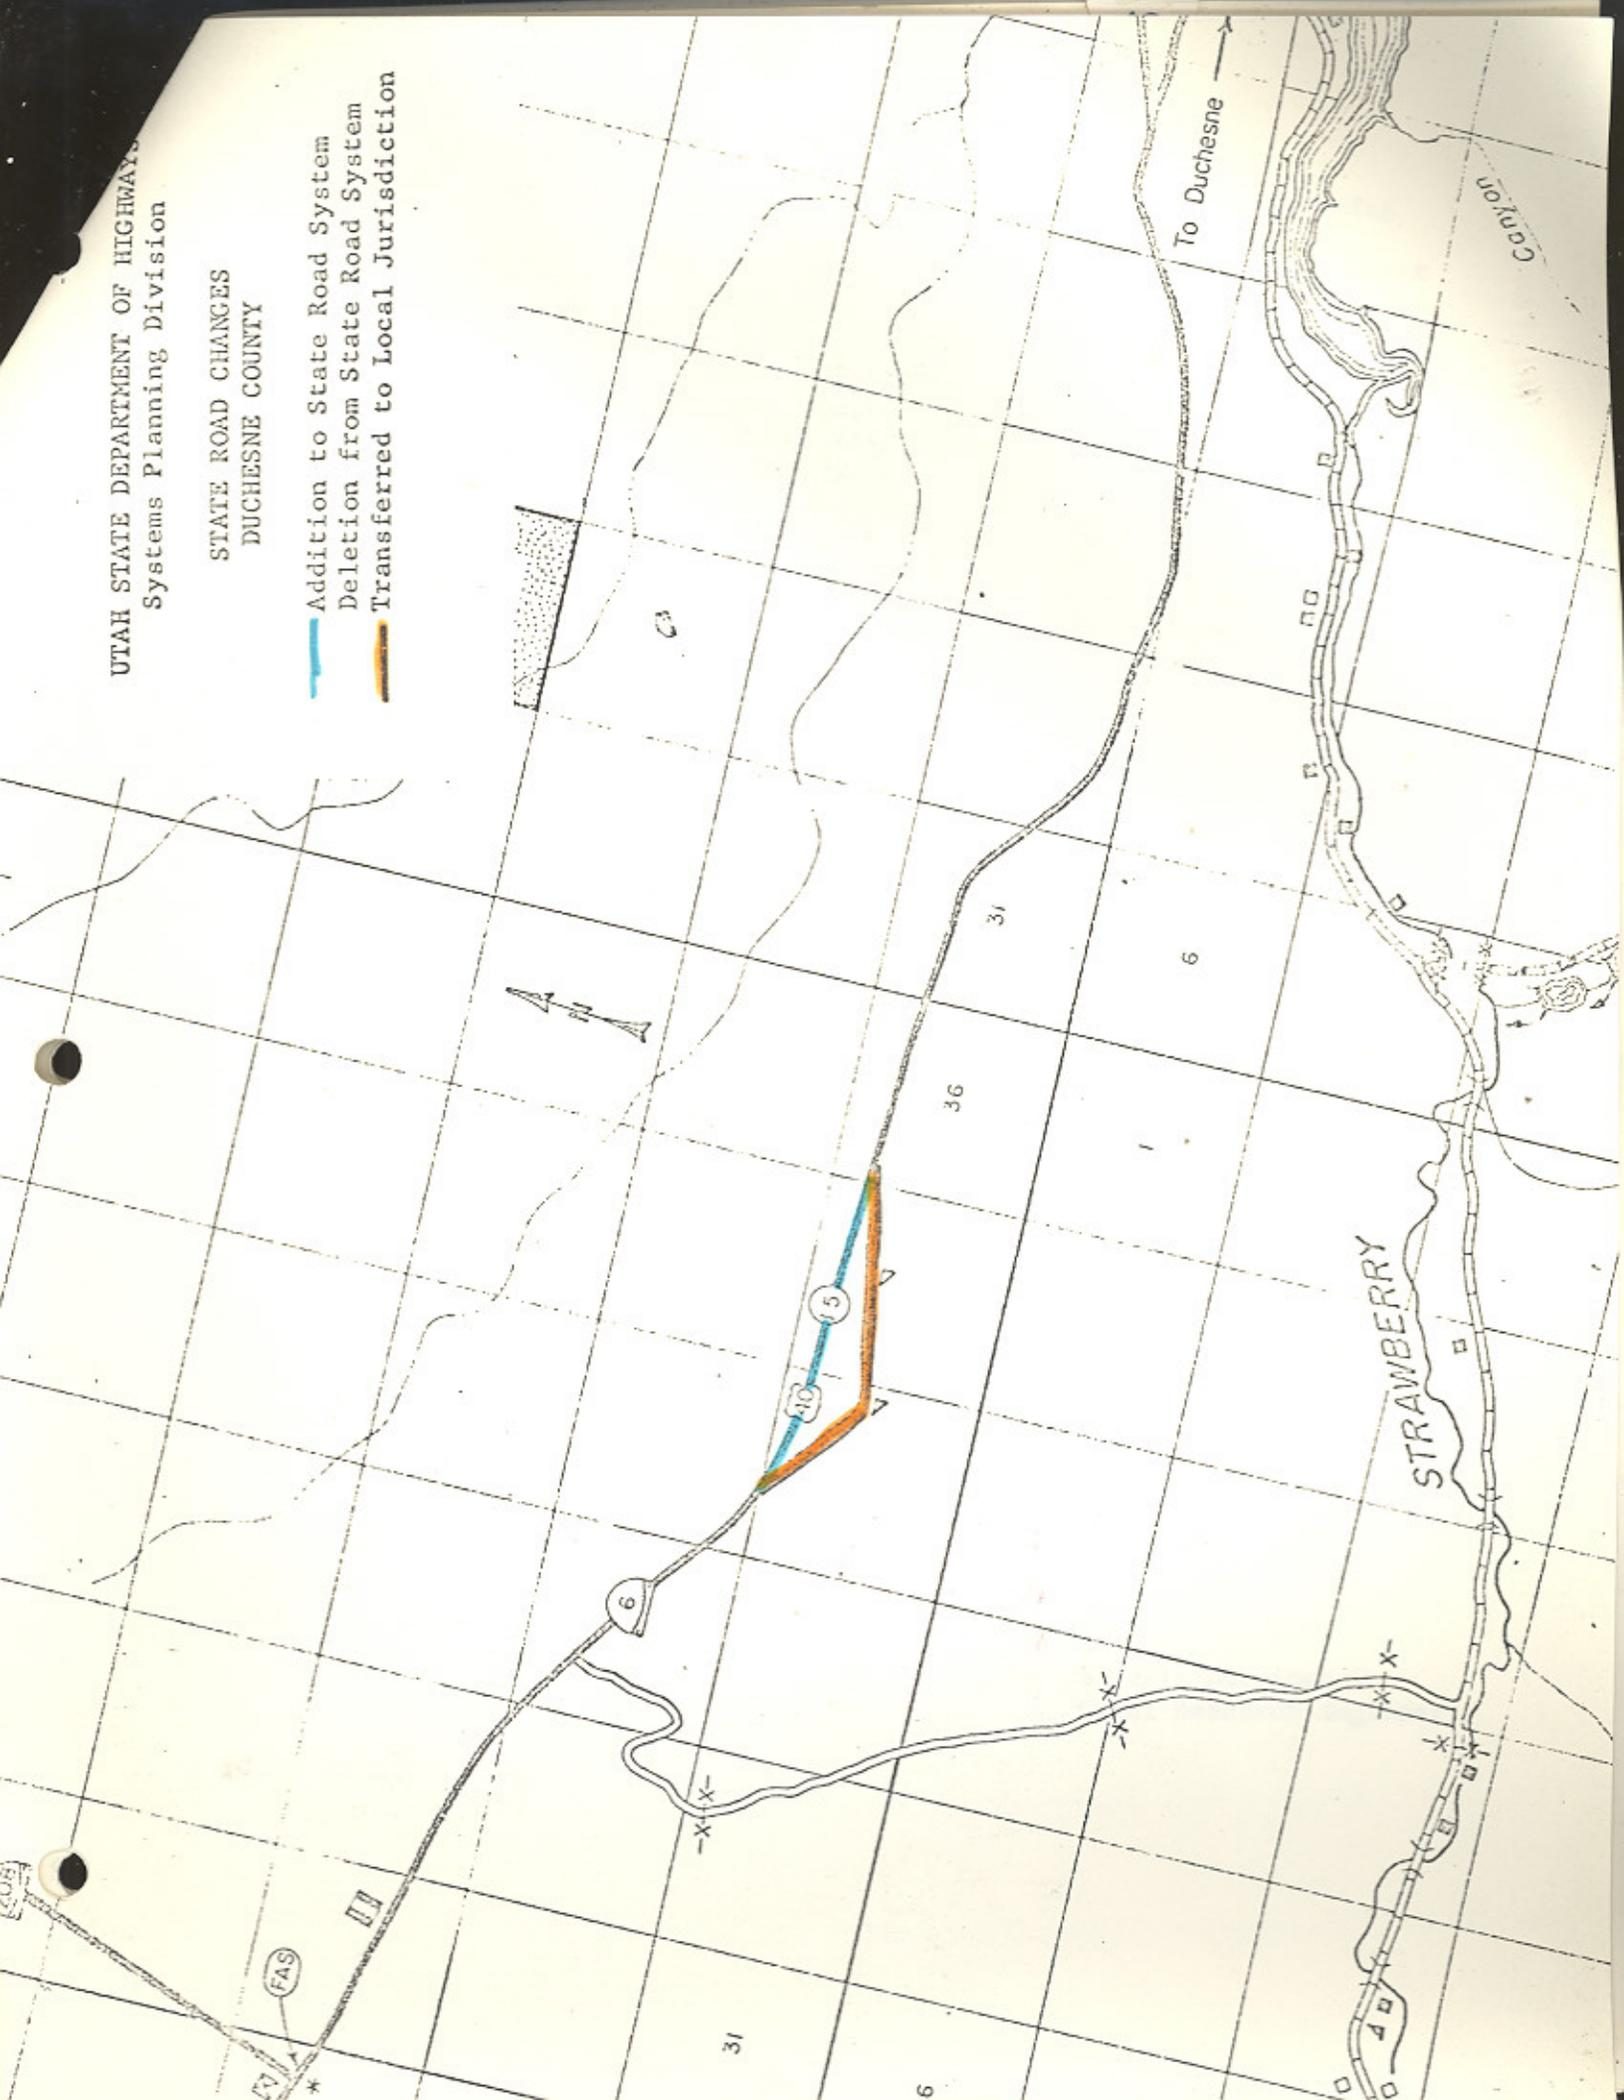 UTAH STATE DEPARTMENT OF HIGHWAYS
Systems Planning Division
STATE ROAD CHANGES
DUCHESNE COUNTY
Addition to State Road System
Deletion from State Road System
Transferred to Local Jurisdiction
To Duchesne
Canyon
N
31
6
36
1
15
40
6
STRAWBERRY
208
FAS
31
6